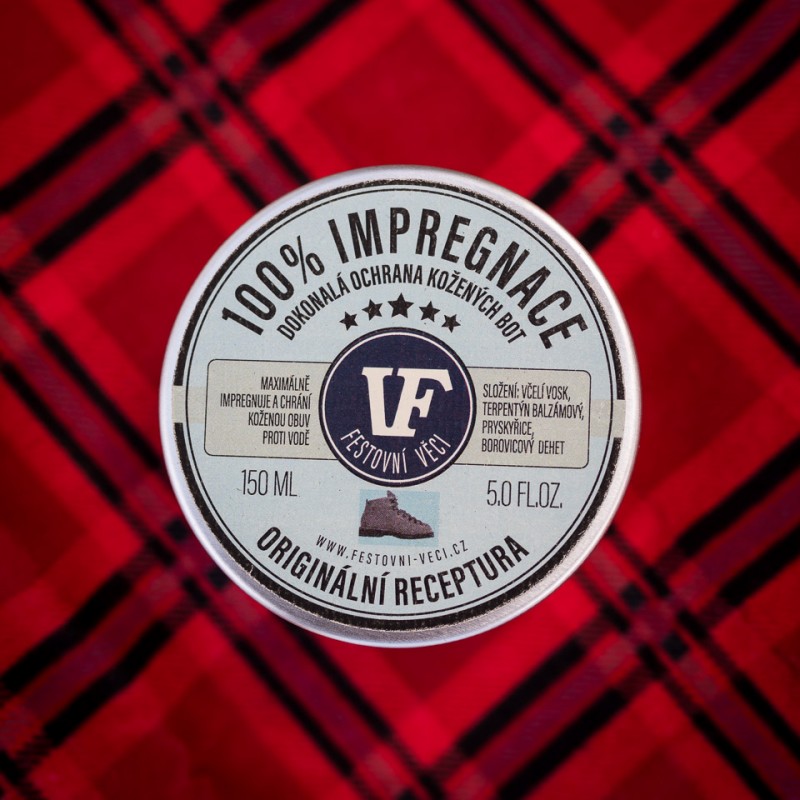 100% IMPREGNACE
DOKONALÁ OCHRANA KOŽENÝCH BOT
MAXIMÁLNĚ
IMPREGNUJE A CHRÁNÍ
KOŽENOU OBUV
PROTI VODĚ
VF
FESTOVNÍ VĚCI
SLOŽENÍ: VČELÍ VOSK,
TERPENTÝN BALZÁMOVÝ,
PRYSKYŘICE,
BOROVICOVÝ DEHET
150 ML
5.0 FL.OZ.
WWW.FESTOVNI-VECI.CZ
ORIGINÁLNÍ RECEPTURA